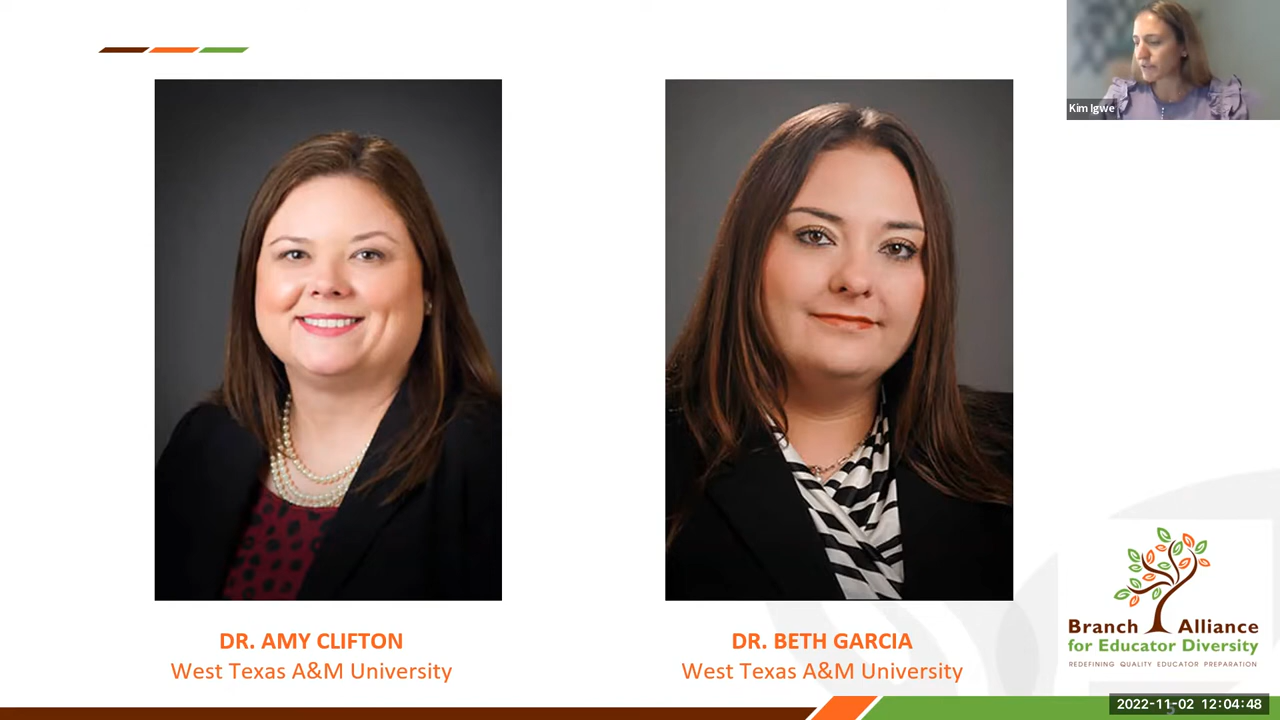 Kim Igwe
DR. AMY CLIFTON
West Texas A&M University
DR. BETH GARCIA
West Texas A&M University
Branch Alliance
for Educator Diversity
REDEFINING QUALITY EDUCATOR PREPARATION
2022-11-02 12:04:48